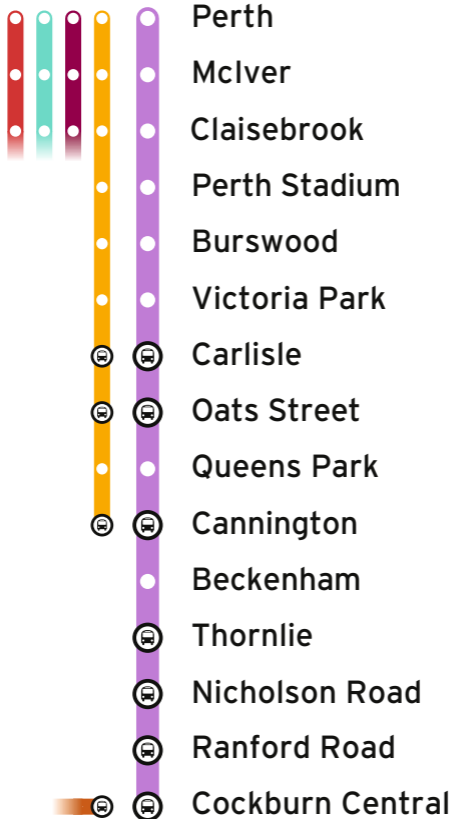 Perth
McIver
Claisebrook
Perth Stadium
Burswood
Victoria Park
Carlisle
Oats Street
Queens Park
Cannington
Beckenham
Thornlie
Nicholson Road
Ranford Road
Cockburn Central